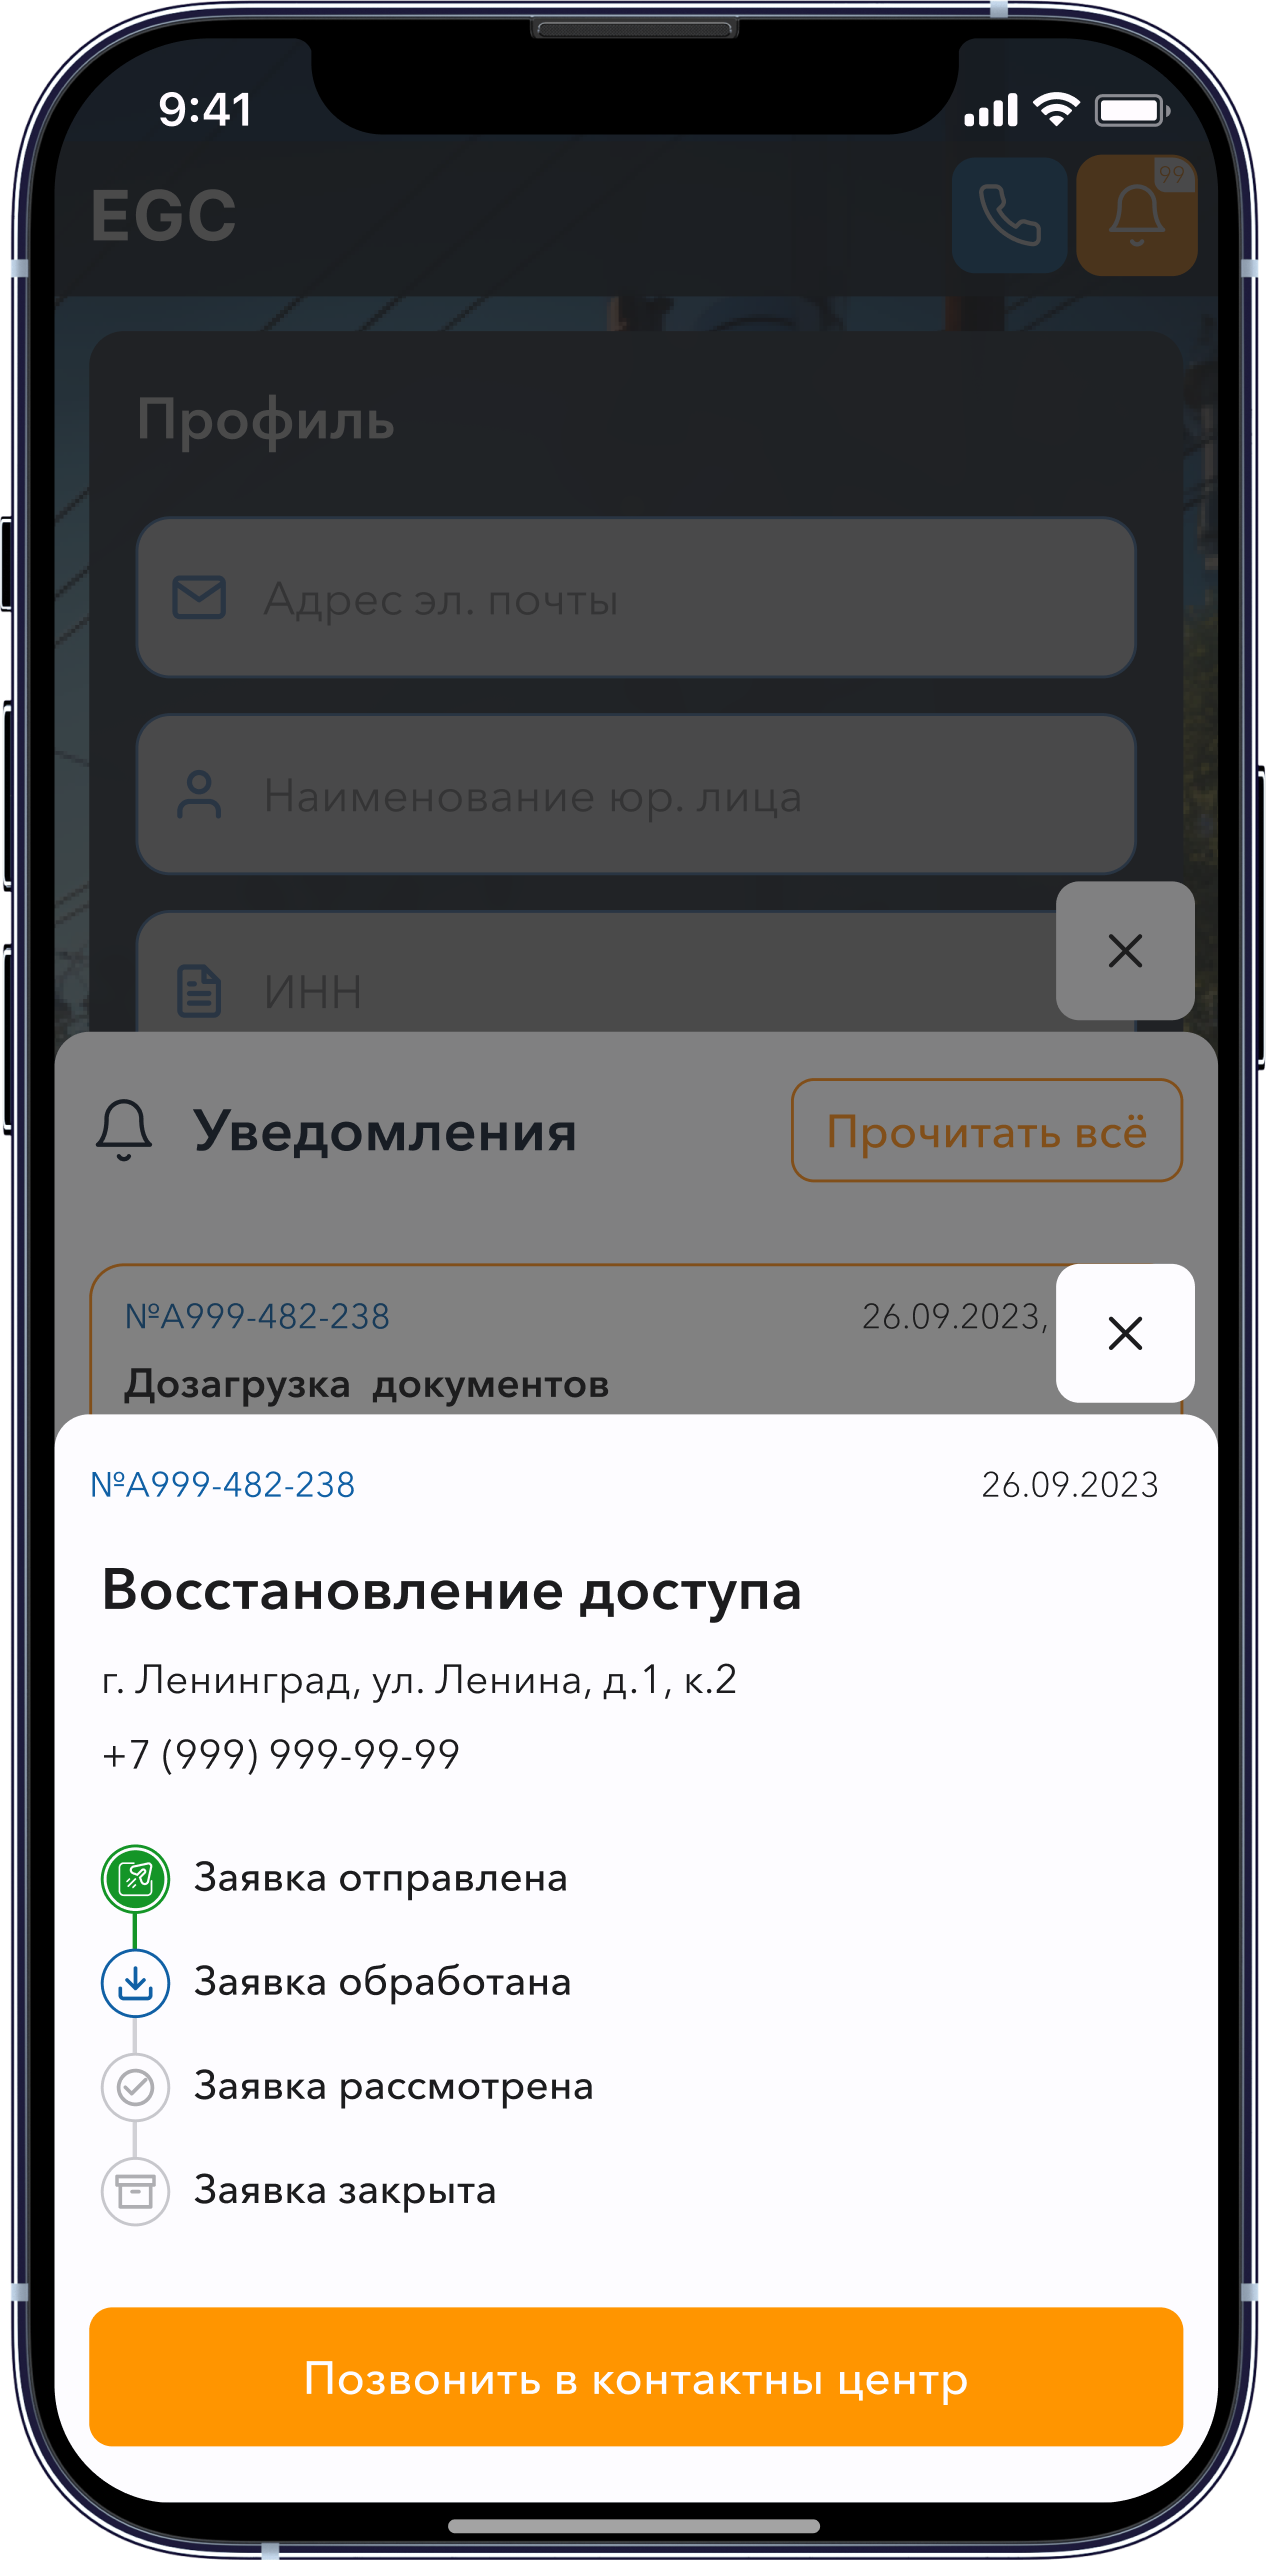 9:41
EGC
99
Профиль
Адрес эл. почты
Наименование юр. лица
ИНН
Уведомления
Прочитать всё
№А999-482-238
26.09.2023,
Дозагрузка документов
№А999-482-238
26.09.2023
Восстановление доступа
г. Ленинград, ул. Ленина, д.1, к.2
+7 (999) 999-99-99
Заявка отправлена
Заявка обработана
Заявка рассмотрена
Заявка закрыта
Позвонить в контактны центр